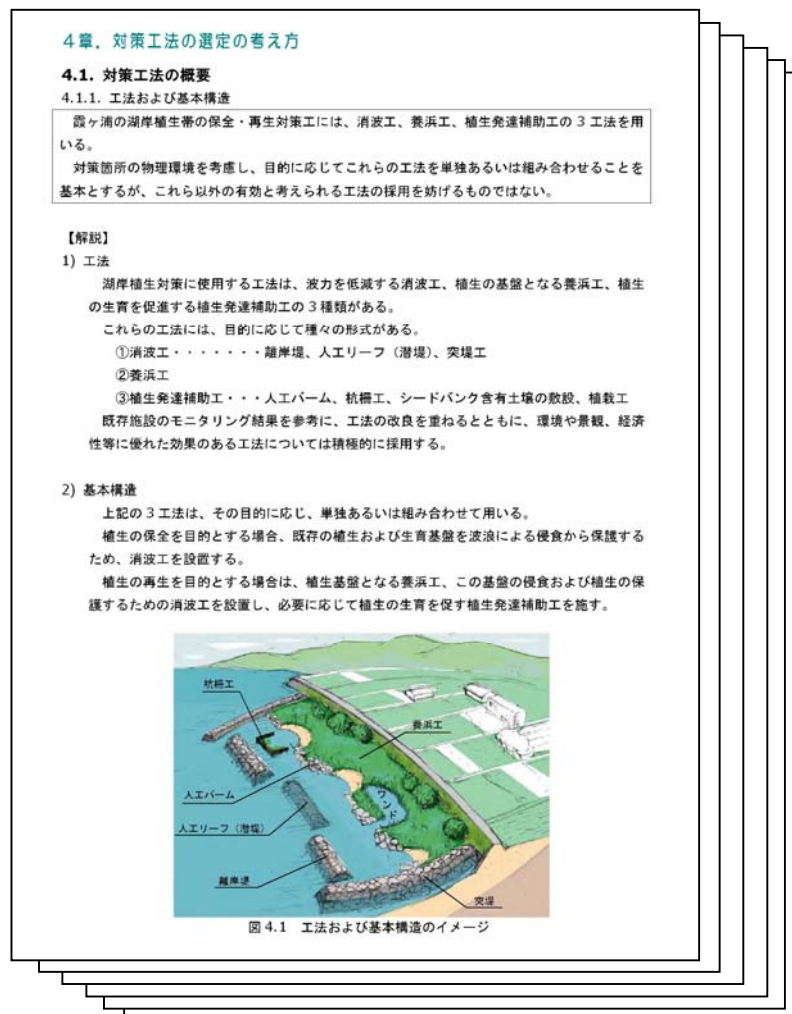 4章．対策工法の選定の考え方
4.1. 対策工法の概要
4.1.1. 工法および基本構造
霞ヶ浦の湖岸植生帯の保全・再生対策工には、消波工、養浜工、植生発達補助工の 3 工法を用
いる。
対策箇所の物理環境を考慮し、目的に応じてこれらの工法を単独あるいは組み合わせることを
基本とするが、これら以外の有効と考えられる工法の採用を妨げるものではない。
【解説】
1) 工法
湖岸植生対策に使用する工法は、波力を低減する消波工、植生の基盤となる養浜工、植生
の生育を促進する植生発達補助工の 3 種類がある。
これらの工法には、目的に応じて種々の形式がある。
①消波工・・・・・・・離岸堤、人工リーフ（潜堤）、突堤工
②養浜工
③植生発達補助工・・・人工バーム、杭柵工、シードバンク含有土壌の敷設、植栽工
既存施設のモニタリング結果を参考に、工法の改良を重ねるとともに、環境や景観、経済
性等に優れた効果のある工法については積極的に採用する。
2) 基本構造
上記の 3 工法は、その目的に応じ、単独あるいは組み合わせて用いる。
植生の保全を目的とする場合、既存の植生および生育基盤を波浪による侵食から保護する
ため、消波工を設置する。
植生の再生を目的とする場合は、植生基盤となる養浜工、この基盤の侵食および植生の保
護するための消波工を設置し、必要に応じて植生の生育を促す植生発達補助工を施す。
杭柵工
養浜工
人工バーム
ワンド
人工リーフ（潜堤）
離岸堤
突堤
図 4.1 工法および基本構造のイメージ